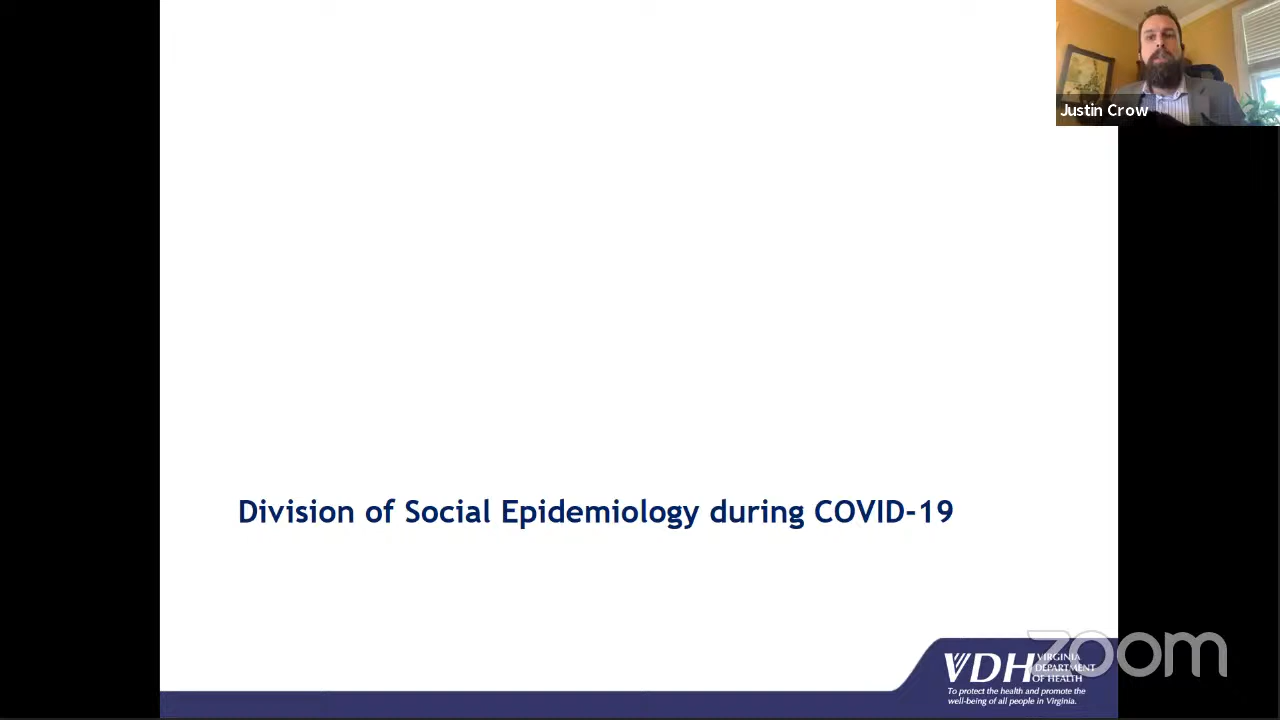 Justin Crow
Division of Social Epidemiology during COVID-19
VDH
VIRGINIA
DEPARTMENT
OF HEALTH
To protect the health and promote the
well-being of all people in Virginia.
zoom